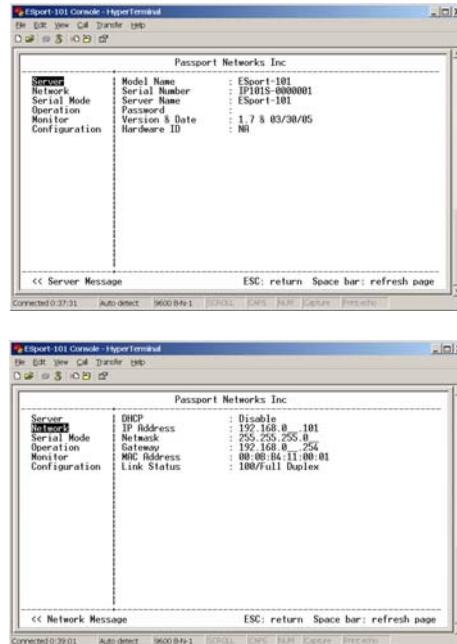 ESport-101 Console - HyperTerminal
File Edit View Call Transfer Help
Passport Networks Inc
Server Model Name : ESport-101
Network Serial Number : IP101S-0000001
Serial Mode Server Name : ESport-101
Operation Password :
Monitor Version & Date : 1.7 & 03/30/05
Configuration Hardware ID : NA
<< Server Message ESC: return Space bar: refresh page
Connected 0:37:31 Auto detect 9600 8-N-1 SCROLL CAPS NUM Capture Print echo
ESport-101 Console - HyperTerminal
File Edit View Call Transfer Help
Passport Networks Inc
Server DHCP : Disable
Network IP Address : 192.168.0__.101
Serial Mode Netmask : 255.255.255.0__
Operation Gateway : 192.168.0__.254
Monitor MAC Address : 00:0B:B4:11:00:01
Configuration Link Status : 100/Full Duplex
<< Network Message ESC: return Space bar: refresh page
Connected 0:39:01 Auto detect 9600 8-N-1 SCROLL CAPS NUM Capture Print echo